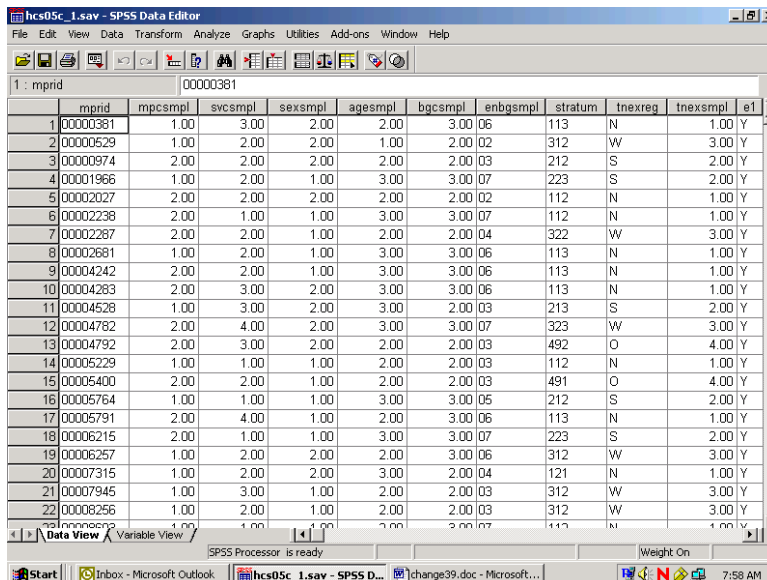 hcs05c_1.sav - SPSS Data Editor
File Edit View Data Transform Analyze Graphs Utilities Add-ons Window Help
1 : mprid 00000381
mprid mpcsmpl svcsmpl sexsmpl agesmpl bgcsmpl enbgsmpl stratum tnexreg tnexsmpl e1
1 00000381 1.00 3.00 2.00 2.00 3.00 06 113 N 1.00 Y
2 00000529 1.00 2.00 2.00 1.00 2.00 02 312 W 3.00 Y
3 00000974 2.00 2.00 2.00 2.00 2.00 03 212 S 2.00 Y
4 00001966 1.00 2.00 1.00 3.00 3.00 07 223 S 2.00 Y
5 00002027 2.00 2.00 2.00 2.00 2.00 02 112 N 1.00 Y
6 00002238 2.00 1.00 1.00 3.00 3.00 07 112 N 1.00 Y
7 00002287 2.00 2.00 1.00 2.00 2.00 04 322 W 3.00 Y
8 00002681 1.00 2.00 1.00 3.00 3.00 06 113 N 1.00 Y
9 00004242 2.00 2.00 1.00 3.00 3.00 06 113 N 1.00 Y
10 00004283 2.00 3.00 2.00 3.00 3.00 06 113 N 1.00 Y
11 00004528 1.00 3.00 2.00 3.00 2.00 03 213 S 2.00 Y
12 00004782 2.00 4.00 2.00 3.00 3.00 07 323 W 3.00 Y
13 00004792 2.00 3.00 2.00 2.00 2.00 03 492 O 4.00 Y
14 00005229 1.00 1.00 1.00 2.00 2.00 03 112 N 1.00 Y
15 00005400 2.00 2.00 1.00 2.00 2.00 03 491 O 4.00 Y
16 00005764 1.00 1.00 1.00 3.00 3.00 05 212 S 2.00 Y
17 00005791 2.00 4.00 1.00 2.00 3.00 06 113 N 1.00 Y
18 00006215 2.00 1.00 1.00 3.00 3.00 07 223 S 2.00 Y
19 00006257 1.00 2.00 1.00 2.00 3.00 06 312 W 3.00 Y
20 00007315 1.00 2.00 2.00 3.00 2.00 04 121 N 1.00 Y
21 00007945 1.00 3.00 1.00 2.00 2.00 03 312 W 3.00 Y
22 00008256 1.00 2.00 2.00 2.00 2.00 03 312 W 3.00 Y
Data View Variable View
SPSS Processor is ready Weight On
Start Inbox - Microsoft Outlook hcs05c_1.sav - SPSS D... change39.doc - Microsoft... 7:58 AM